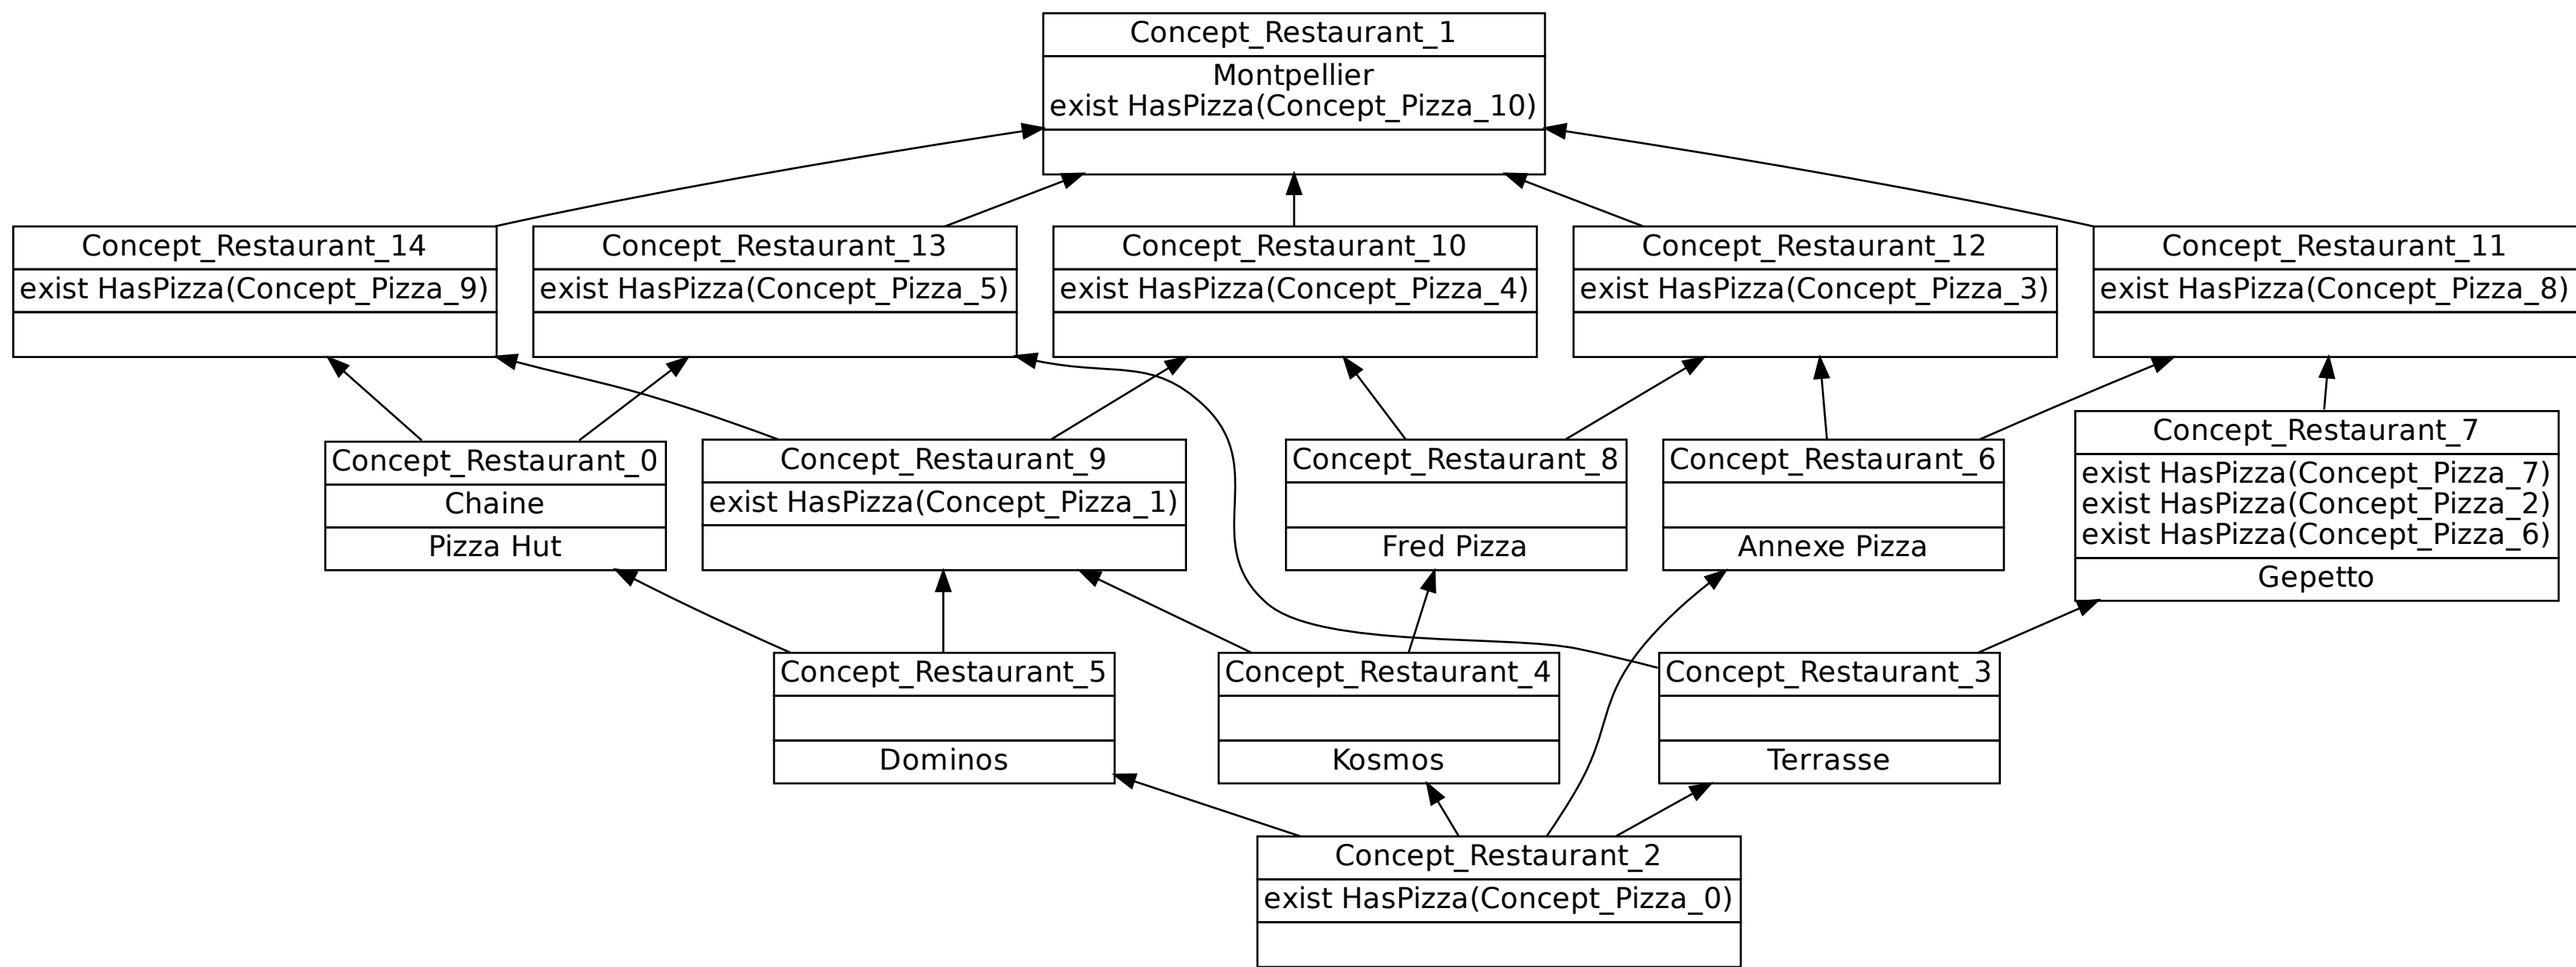 Concept_Restaurant_1
Montpellier
exist HasPizza(Concept_Pizza_10)
Concept_Restaurant_14
exist HasPizza(Concept_Pizza_9)
Concept_Restaurant_13
exist HasPizza(Concept_Pizza_5)
Concept_Restaurant_10
exist HasPizza(Concept_Pizza_4)
Concept_Restaurant_12
exist HasPizza(Concept_Pizza_3)
Concept_Restaurant_11
exist HasPizza(Concept_Pizza_8)
Concept_Restaurant_0
Chaine
Pizza Hut
Concept_Restaurant_9
exist HasPizza(Concept_Pizza_1)
Concept_Restaurant_8
Fred Pizza
Concept_Restaurant_6
Annexe Pizza
Concept_Restaurant_7
exist HasPizza(Concept_Pizza_7)
exist HasPizza(Concept_Pizza_2)
exist HasPizza(Concept_Pizza_6)
Gepetto
Concept_Restaurant_5
Dominos
Concept_Restaurant_4
Kosmos
Concept_Restaurant_3
Terrasse
Concept_Restaurant_2
exist HasPizza(Concept_Pizza_0)